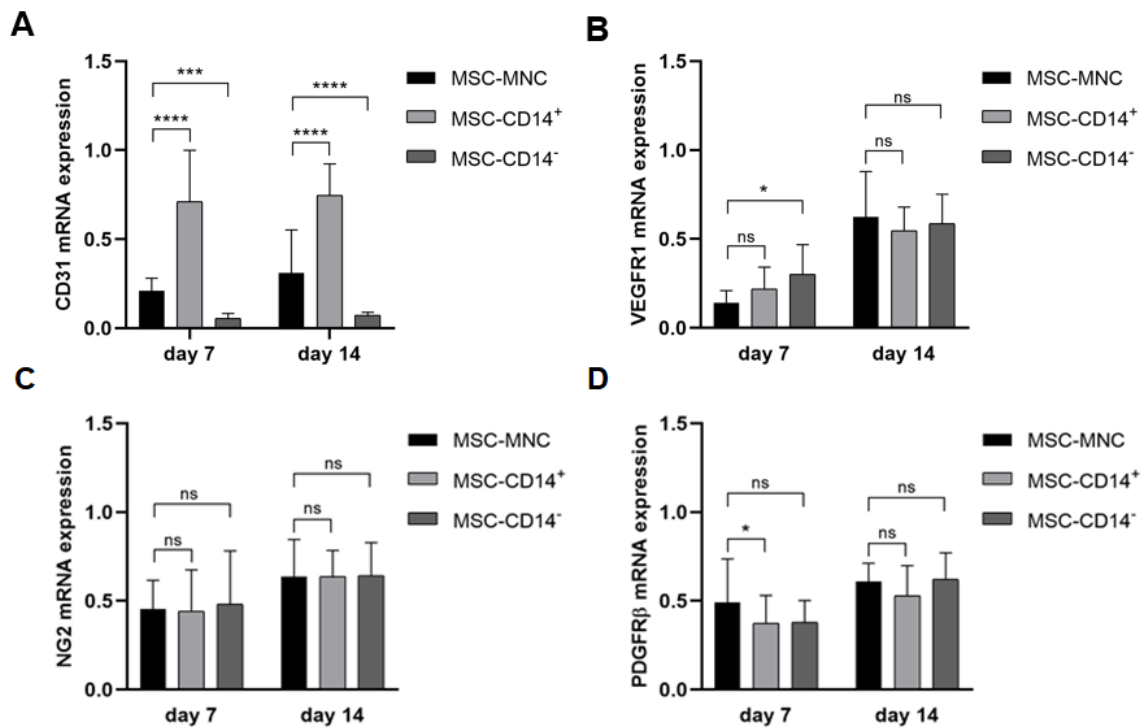 A
CD31 mRNA expression
1.5
1.0
0.5
0.0
***
****
****
****
day 7
day 14
MSC-MNC
MSC-CD14+
MSC-CD14-
B
VEGFR1 mRNA expression
1.5
1.0
0.5
0.0
*
ns
ns
ns
day 7
day 14
MSC-MNC
MSC-CD14+
MSC-CD14-
C
NG2 mRNA expression
1.5
1.0
0.5
0.0
ns
ns
ns
ns
day 7
day 14
MSC-MNC
MSC-CD14+
MSC-CD14-
D
PDGFRβ mRNA expression
1.5
1.0
0.5
0.0
ns
*
ns
ns
day 7
day 14
MSC-MNC
MSC-CD14+
MSC-CD14-